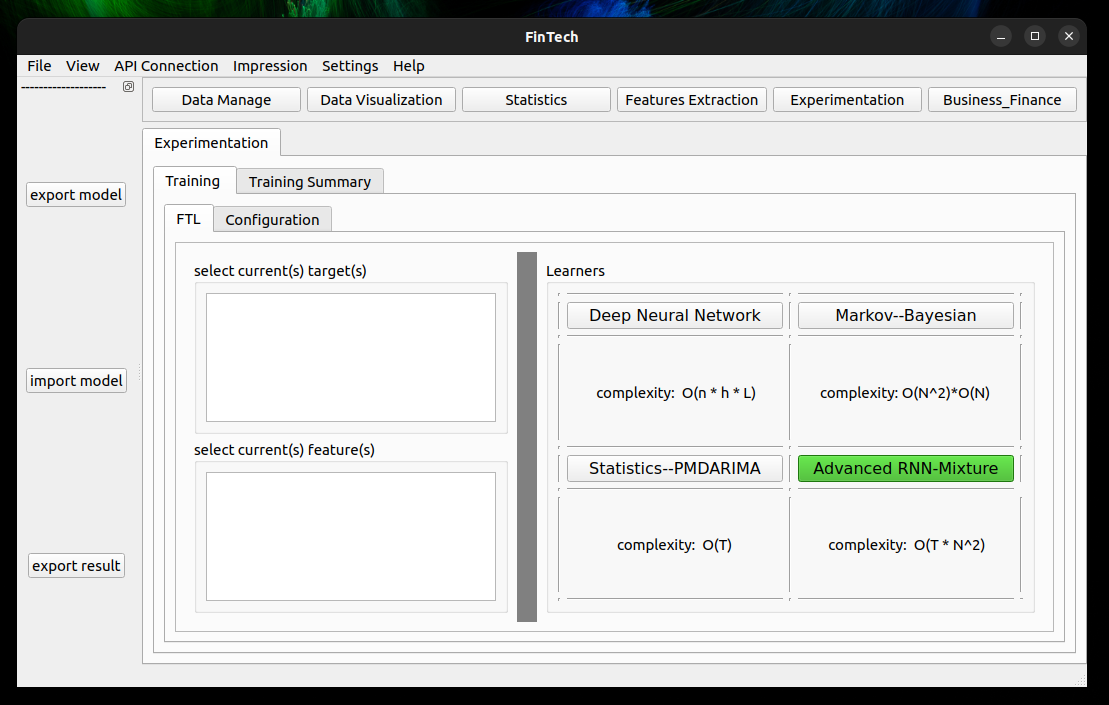 FinTech
File View API Connection Impression Settings Help
-------------------
Data Manage Data Visualization Statistics Features Extraction Experimentation Business_Finance
Experimentation
Training Training Summary
FTL Configuration
export model
import model
export result
select current(s) target(s)
select current(s) feature(s)
Learners
Deep Neural Network Markov--Bayesian
complexity: O(n * h * L) complexity: O(N^2)*O(N)
Statistics--PMDARIMA Advanced RNN-Mixture
complexity: O(T) complexity: O(T * N^2)